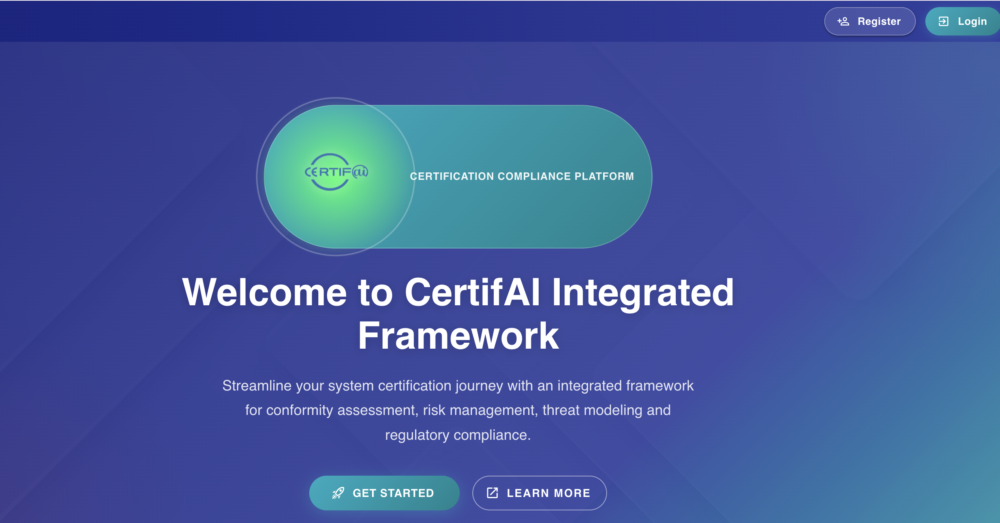 Register
Login
CERTIF@ai
CERTIFICATION COMPLIANCE PLATFORM
Welcome to CertifAI Integrated
Framework
Streamline your system certification journey with an integrated framework
for conformity assessment, risk management, threat modeling and
regulatory compliance.
GET STARTED
LEARN MORE